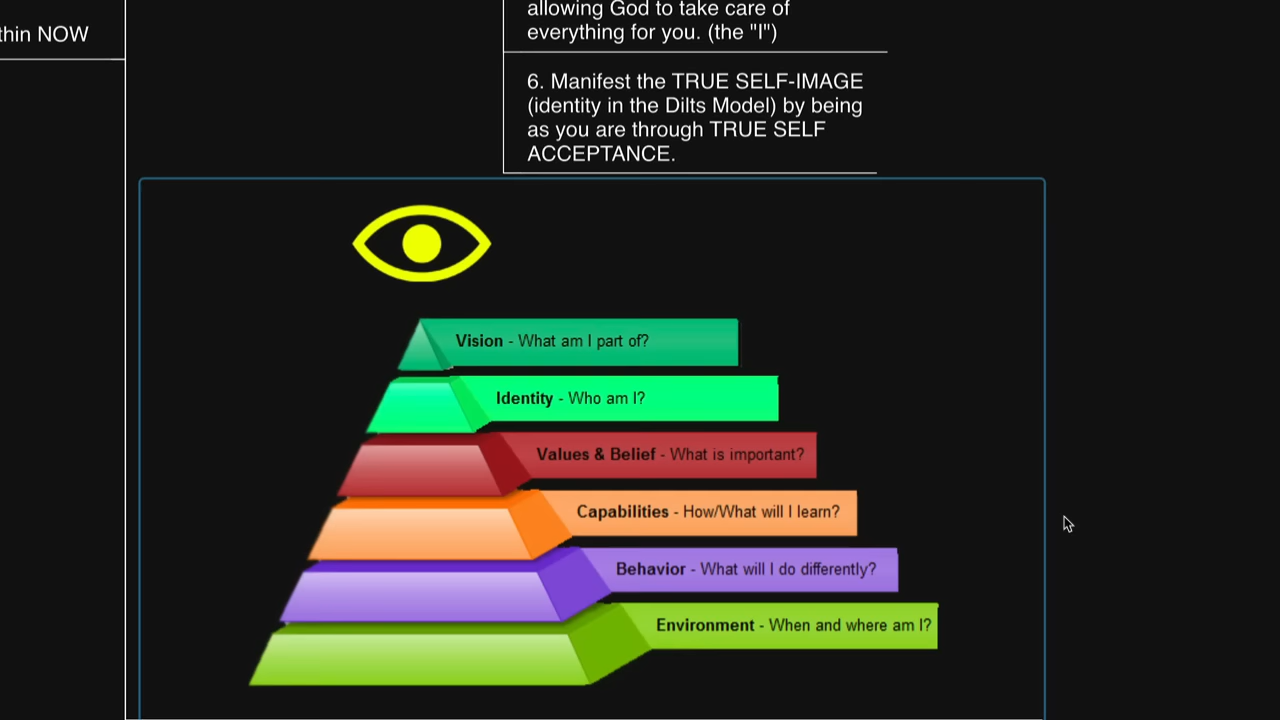 thin NOW
allowing God to take care of
everything for you. (the "I")
6. Manifest the TRUE SELF-IMAGE
(identity in the Dilts Model) by being
as you are through TRUE SELF
ACCEPTANCE.
Vision - What am I part of?
Identity - Who am I?
Values & Belief - What is important?
Capabilities - How/What will I learn?
Behavior - What will I do differently?
Environment - When and where am I?